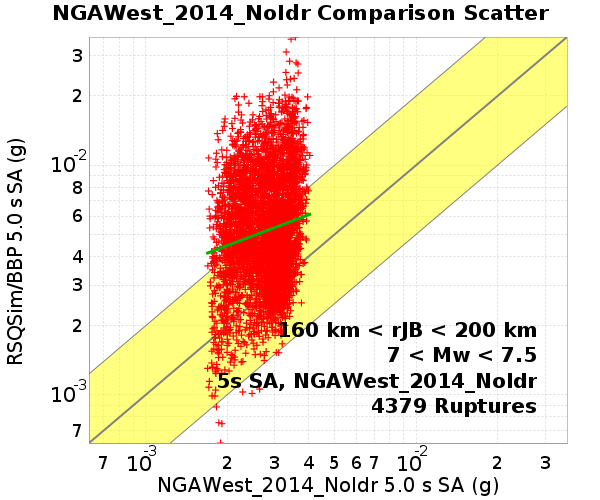 NGAWest_2014_NoIdr Comparison Scatter
RSQSim/BBP 5.0 s SA (g)
3
2
10-2
8
6
4
3
2
10-3
7
160 km < rJB < 200 km
7 < Mw < 7.5
5s SA, NGAWest_2014_NoIdr
4379 Ruptures
7 10-3 2 3 4 5 6 7 10-2 2 3
NGAWest_2014_NoIdr 5.0 s SA (g)